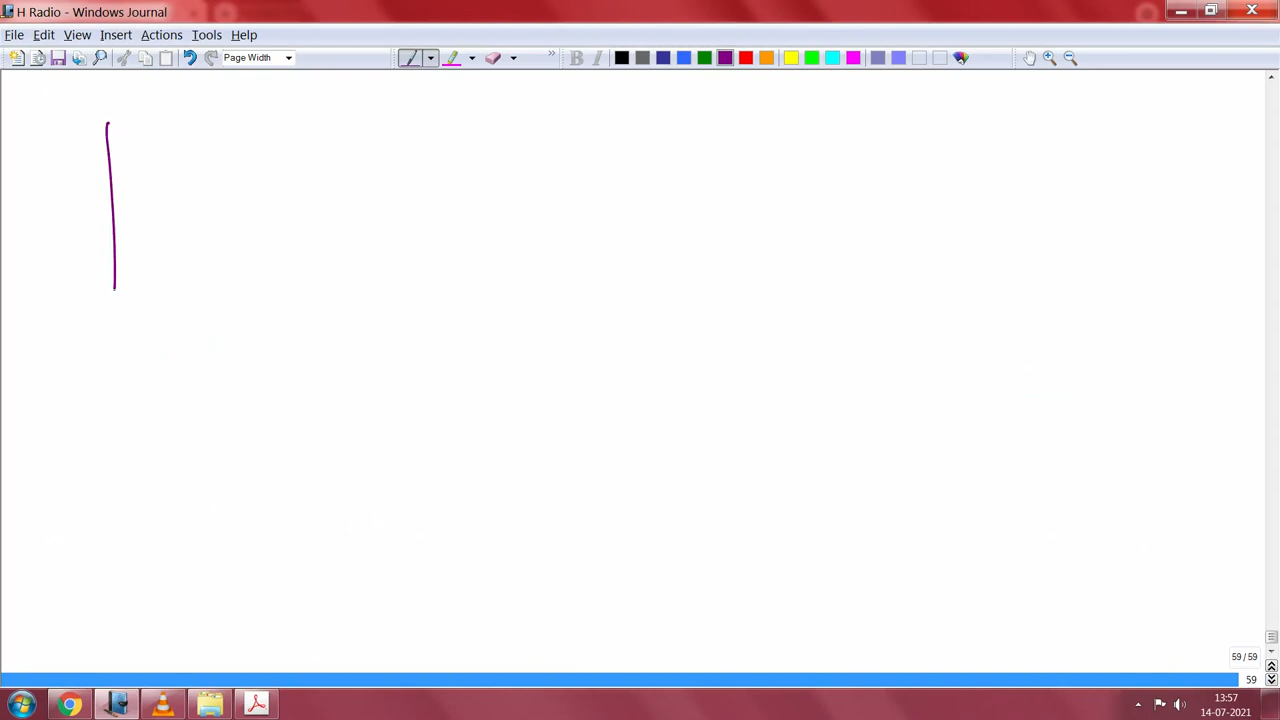 H Radio - Windows Journal
File Edit View Insert Actions Tools Help
Page Width » B I
59 / 59
59
13:57
14-07-2021